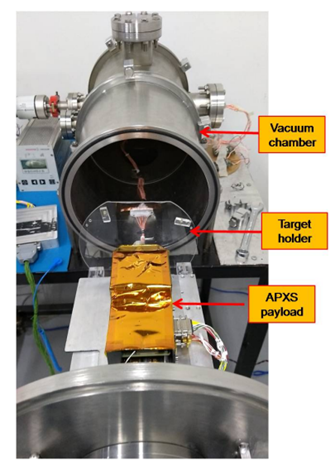 Vacuum
chamber
Target
holder
APXS
payload